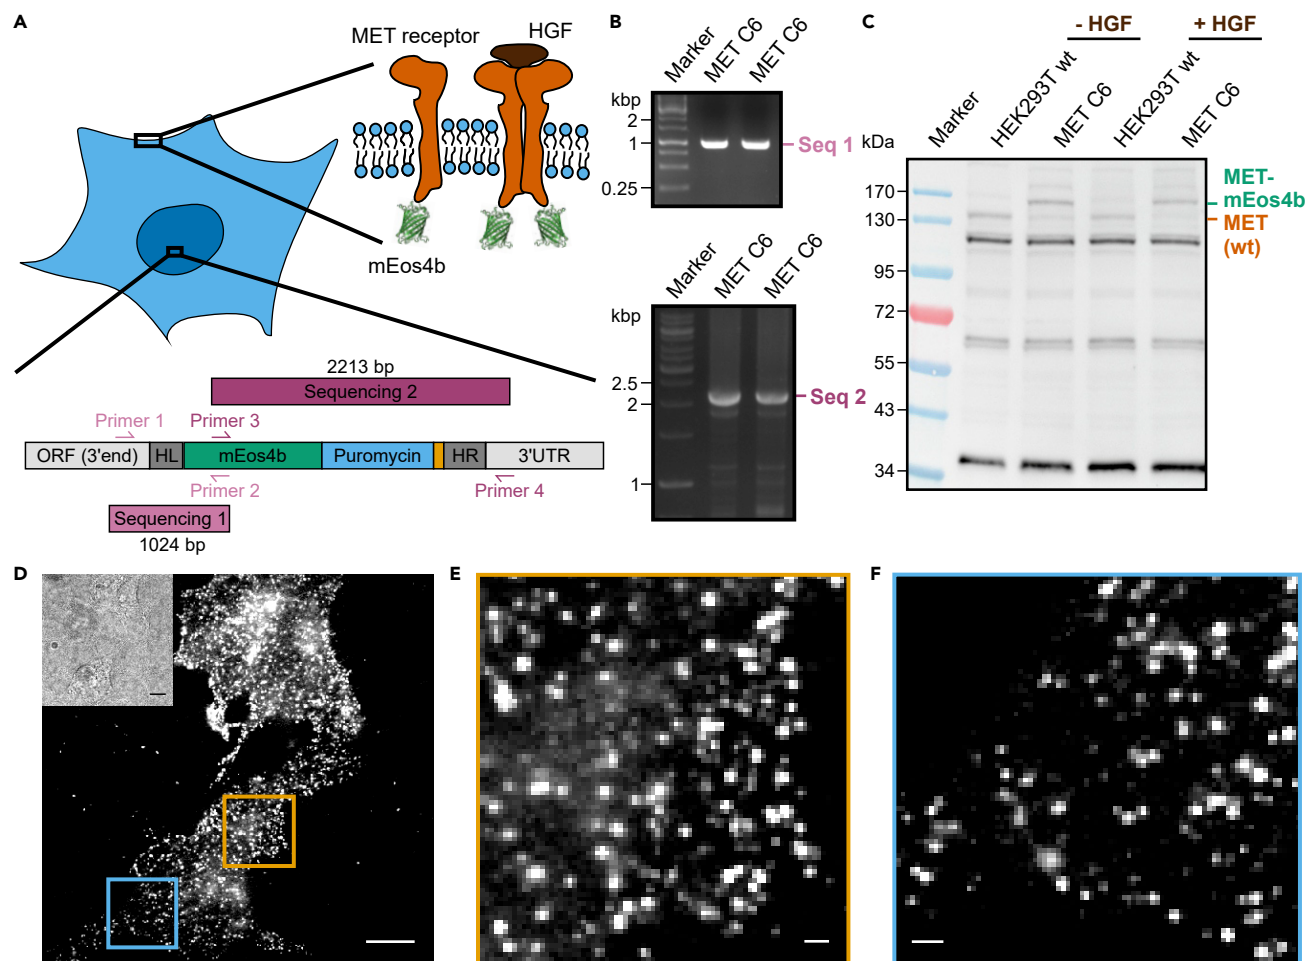 A
MET receptor
HGF
mEos4b
2213 bp
Sequencing 2
Primer 1
Primer 3
ORF (3'end)
HL
mEos4b
Puromycin
HR
3'UTR
Primer 2
Primer 4
Sequencing 1
1024 bp
B
Marker
MET C6
MET C6
kbp
2
1
0.25
Seq 1
Marker
MET C6
MET C6
kbp
2.5
2
1
Seq 2
C
- HGF
+ HGF
Marker
HEK293T wt
MET C6
HEK293T wt
MET C6
kDa
170
130
95
72
55
43
34
MET-
mEos4b
MET
(wt)
D
E
F